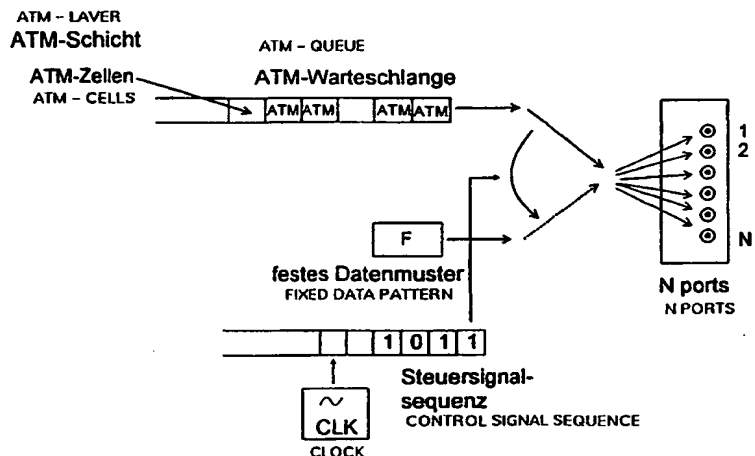 ATM – LAVER
ATM-Schicht
ATM – QUEUE
ATM-Zellen
ATM-Warteschlange
ATM – CELLS
ATM ATM ATM ATM
1
2
N
F
festes Datenmuster
FIXED DATA PATTERN
N ports
N PORTS
1 0 1 1
Steuersignal-
sequenz
CONTROL SIGNAL SEQUENCE
~
CLK
CLOCK